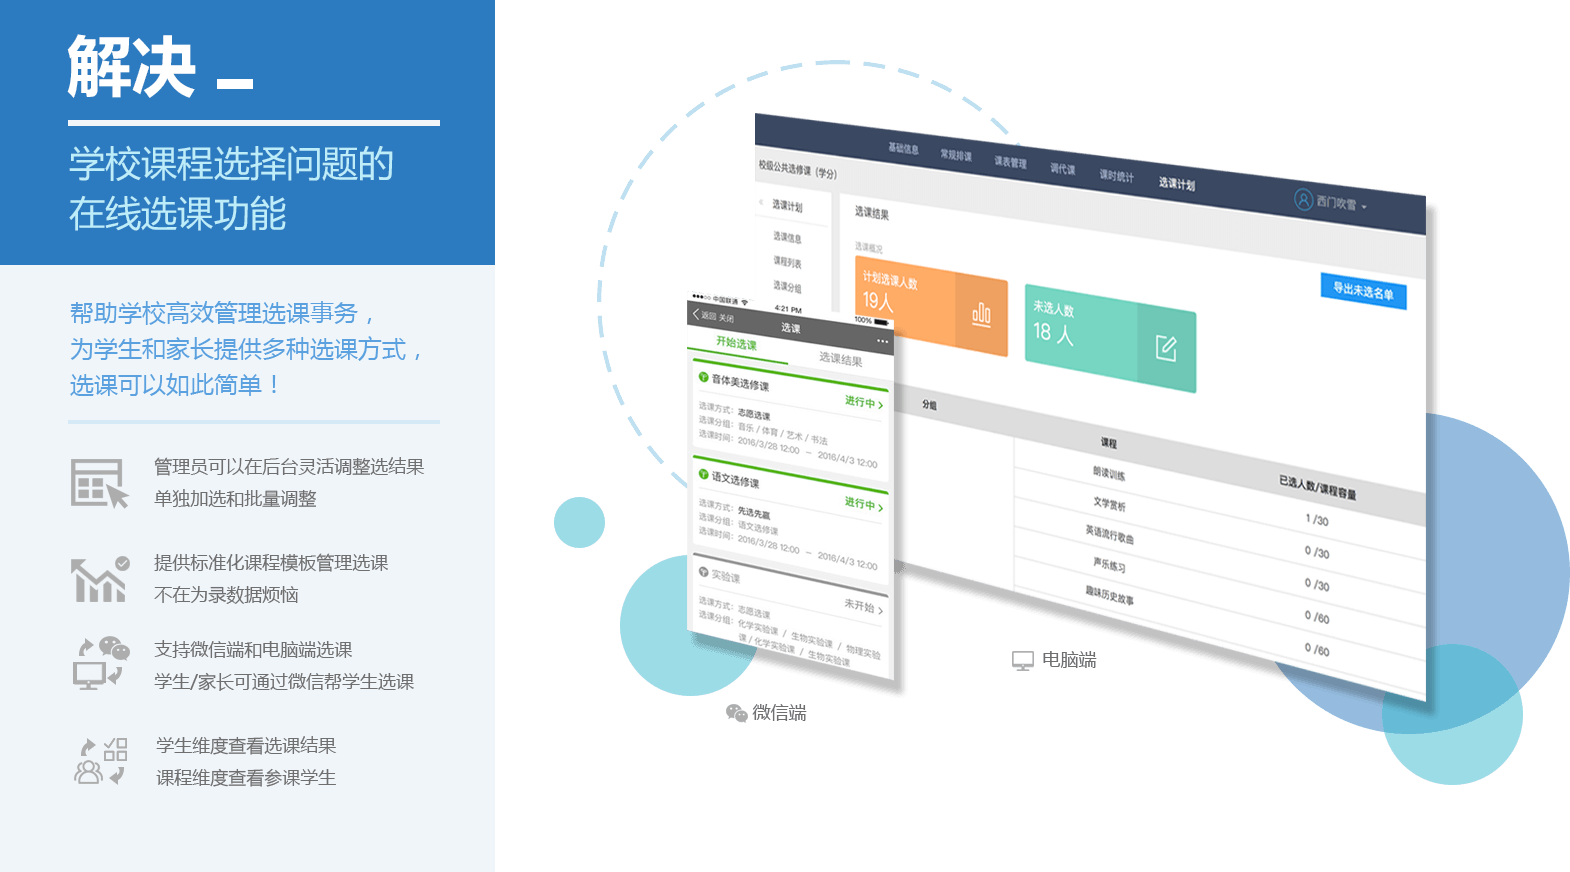 解决
学校课程选择问题的
在线选课功能
帮助学校高效管理选课事务，
为学生和家长提供多种选课方式，
选课可以如此简单！
管理员可以在后台灵活调整选结果
单独加选和批量调整
提供标准化课程模板管理选课
不在为录数据烦恼
支持微信端和电脑端选课
学生/家长可通过微信帮学生选课
学生维度查看选课结果
课程维度查看参课学生
基础信息 常规排课 课表管理 调代课 课时统计 选课计划 西门吹雪
校级公共选修课（学分）
选课计划
选课信息
课程列表
选课分组
选课结果
选课概况
计划选课人数
19人
未选人数
18 人
导出未选名单
分组 课程 已选人数/课程容量
朗读训练 1 /30
文学赏析 0 /30
英语流行歌曲 0 /30
声乐练习 0 /60
趣味历史故事 0 /60
中国联通
4:21 PM
100%
返回 关闭 选课
开始选课 选课结果
音体美选修课
进行中
选课方式：志愿选课
选课分组：音乐 / 体育 / 艺术 / 书法
选课时间：2016/3/28 12:00 － 2016/4/3 12:00
语文选修课
进行中
选课方式：先选先赢
选课分组：语文选修课
选课时间：2016/3/28 12:00 － 2016/4/3 12:00
实验课
未开始
选课方式：志愿选课
选课分组：化学实验课 / 生物实验课 / 物理实验
课 / 化学实验课 / 生物实验课
微信端
电脑端